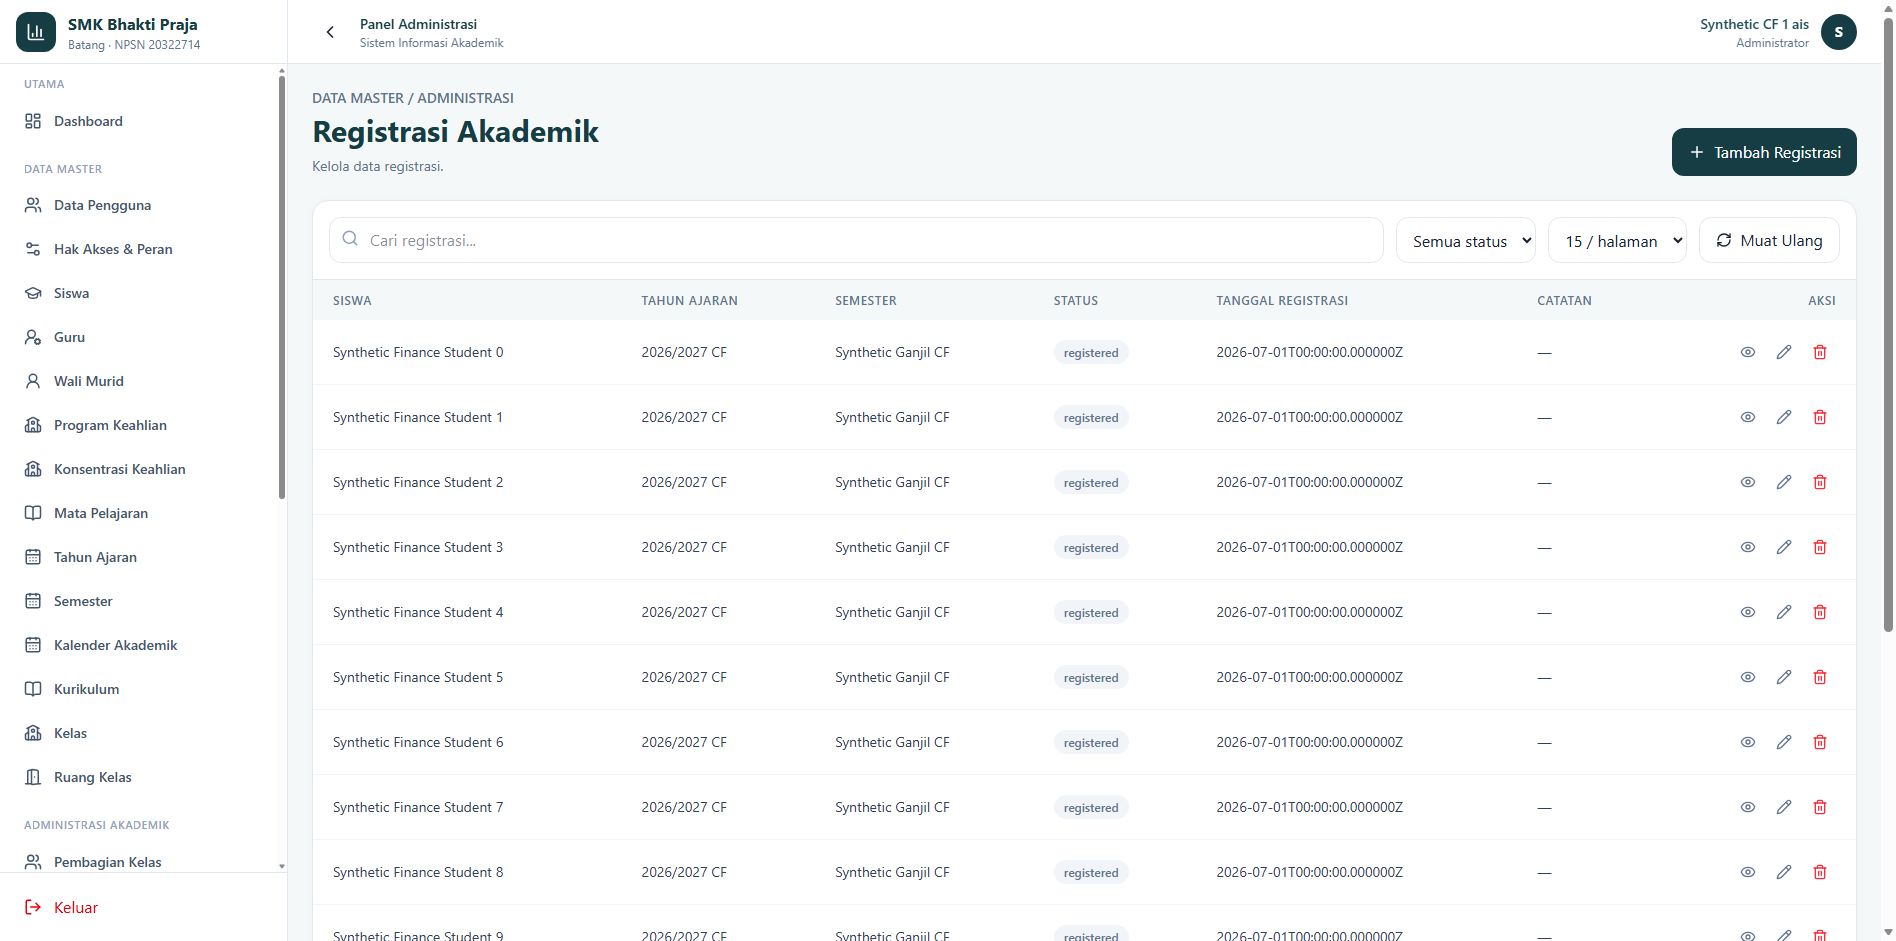 SMK Bhakti Praja
Batang · NPSN 20322714
UTAMA
Dashboard
DATA MASTER
Data Pengguna
Hak Akses & Peran
Siswa
Guru
Wali Murid
Program Keahlian
Konsentrasi Keahlian
Mata Pelajaran
Tahun Ajaran
Semester
Kalender Akademik
Kurikulum
Kelas
Ruang Kelas
ADMINISTRASI AKADEMIK
Pembagian Kelas
Keluar
Panel Administrasi
Sistem Informasi Akademik
Synthetic CF 1 ais
Administrator
S
DATA MASTER / ADMINISTRASI
Registrasi Akademik
Kelola data registrasi.
Tambah Registrasi
Cari registrasi...
Semua status
15 / halaman
Muat Ulang
SISWA TAHUN AJARAN SEMESTER STATUS TANGGAL REGISTRASI CATATAN AKSI
Synthetic Finance Student 0 2026/2027 CF Synthetic Ganjil CF registered 2026-07-01T00:00:00.000000Z —
Synthetic Finance Student 1 2026/2027 CF Synthetic Ganjil CF registered 2026-07-01T00:00:00.000000Z —
Synthetic Finance Student 2 2026/2027 CF Synthetic Ganjil CF registered 2026-07-01T00:00:00.000000Z —
Synthetic Finance Student 3 2026/2027 CF Synthetic Ganjil CF registered 2026-07-01T00:00:00.000000Z —
Synthetic Finance Student 4 2026/2027 CF Synthetic Ganjil CF registered 2026-07-01T00:00:00.000000Z —
Synthetic Finance Student 5 2026/2027 CF Synthetic Ganjil CF registered 2026-07-01T00:00:00.000000Z —
Synthetic Finance Student 6 2026/2027 CF Synthetic Ganjil CF registered 2026-07-01T00:00:00.000000Z —
Synthetic Finance Student 7 2026/2027 CF Synthetic Ganjil CF registered 2026-07-01T00:00:00.000000Z —
Synthetic Finance Student 8 2026/2027 CF Synthetic Ganjil CF registered 2026-07-01T00:00:00.000000Z —
Synthetic Finance Student 9 2026/2027 CF Synthetic Ganjil CF registered 2026-07-01T00:00:00.000000Z —